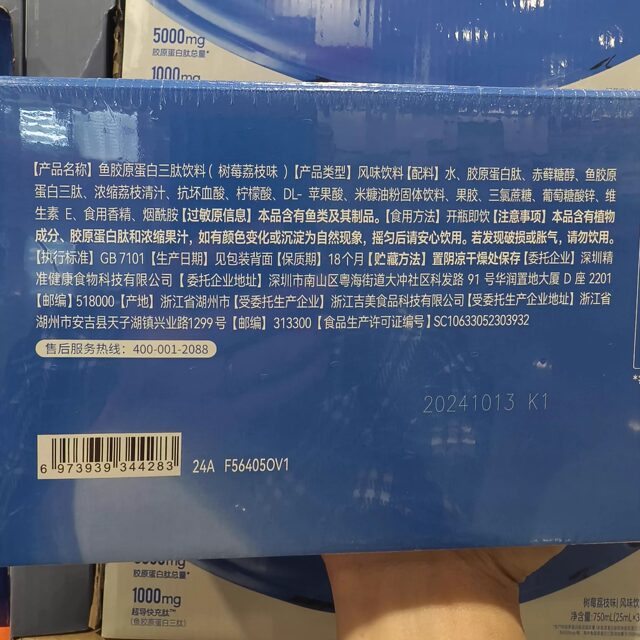 5000mg
胶原蛋白肽总量*
1000mg
【产品名称】鱼胶原蛋白三肽饮料（树莓荔枝味）【产品类型】风味饮料【配料】水、胶原蛋白肽、赤藓糖醇、鱼胶原
蛋白三肽、浓缩荔枝清汁、抗坏血酸、柠檬酸、DL- 苹果酸、米糠油粉固体饮料、果胶、三氯蔗糖、葡萄糖酸锌、维
生素 E、食用香精、烟酰胺【过敏原信息】本品含有鱼类及其制品。【食用方法】开瓶即饮【注意事项】本品含有植物
成分、胶原蛋白肽和浓缩果汁，如有颜色变化或沉淀为自然现象，摇匀后请安心饮用。若发现破损或胀气，请勿饮用。
【执行标准】GB 7101【生产日期】见包装背面【保质期】18个月【贮藏方法】置阴凉干燥处保存【委托企业】深圳精
准健康食物科技有限公司【委托企业地址】深圳市南山区粤海街道大冲社区科发路 91 号华润置地大厦 D 座 2201
【邮编】518000【产地】浙江省湖州市【受委托生产企业】浙江吉美食品科技有限公司【受委托生产企业地址】浙江省
湖州市安吉县天子湖镇兴业路1299号【邮编】313300【食品生产许可证编号】SC10633052303932
售后服务热线：400-001-2088
20241013 K1
6 973939 344283
24A F56405OV1
5000mg
胶原蛋白肽总量*
1000mg
超导快充肽™
（鱼胶原蛋白三肽）
树莓荔枝味| 风味饮
净含量:750mL(25mL*3